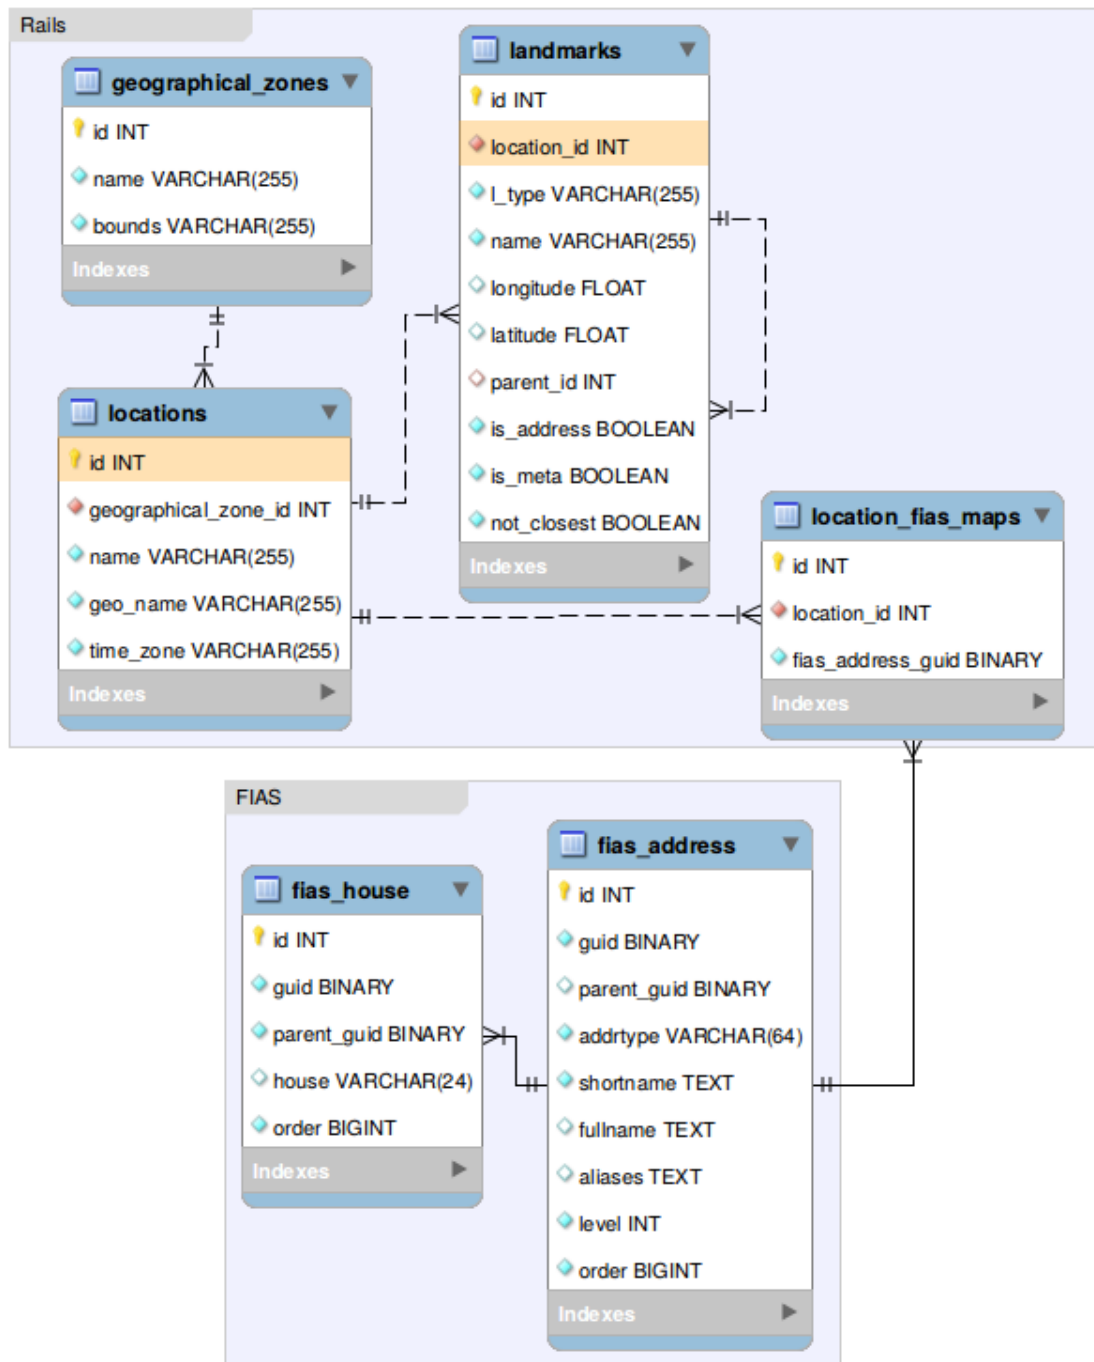 Rails
geographical_zones
id INT
name VARCHAR(255)
bounds VARCHAR(255)
Indexes
landmarks
id INT
location_id INT
l_type VARCHAR(255)
name VARCHAR(255)
longitude FLOAT
latitude FLOAT
parent_id INT
is_address BOOLEAN
is_meta BOOLEAN
not_closest BOOLEAN
Indexes
locations
id INT
geographical_zone_id INT
name VARCHAR(255)
geo_name VARCHAR(255)
time_zone VARCHAR(255)
Indexes
location_fias_maps
id INT
location_id INT
fias_address_guid BINARY
Indexes
FIAS
fias_house
id INT
guid BINARY
parent_guid BINARY
house VARCHAR(24)
order BIGINT
Indexes
fias_address
id INT
guid BINARY
parent_guid BINARY
addrtype VARCHAR(64)
shortname TEXT
fullname TEXT
aliases TEXT
level INT
order BIGINT
Indexes